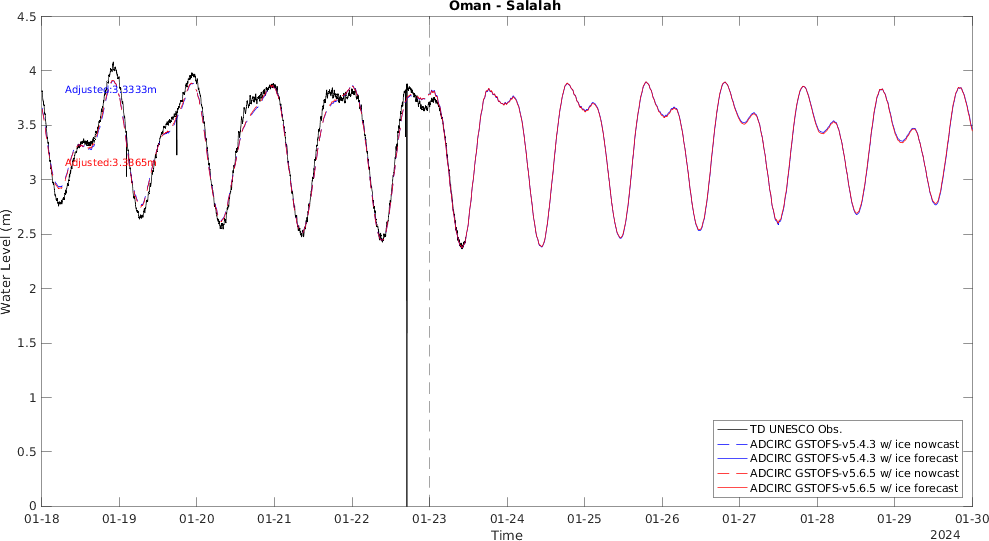 Oman - Salalah
4.5
4
3.5
3
2.5
2
1.5
1
0.5
0
Water Level (m)
Adjusted:3.3333m
Adjusted:3.3365m
TD UNESCO Obs.
ADCIRC GSTOFS-v5.4.3 w/ ice nowcast
ADCIRC GSTOFS-v5.4.3 w/ ice forecast
ADCIRC GSTOFS-v5.6.5 w/ ice nowcast
ADCIRC GSTOFS-v5.6.5 w/ ice forecast
01-18 01-19 01-20 01-21 01-22 01-23 01-24 01-25 01-26 01-27 01-28 01-29 01-30
Time
2024